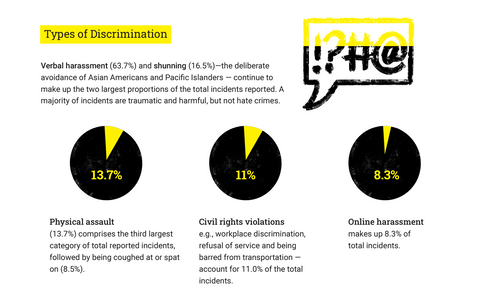 Types of Discrimination
!?#@
Verbal harassment (63.7%) and shunning (16.5%)—the deliberate
avoidance of Asian Americans and Pacific Islanders — continue to
make up the two largest proportions of the total incidents reported. A
majority of incidents are traumatic and harmful, but not hate crimes.
13.7%
11%
8.3%
Physical assault
(13.7%) comprises the third largest
category of total reported incidents,
followed by being coughed at or spat
on (8.5%).
Civil rights violations
e.g., workplace discrimination,
refusal of service and being
barred from transportation —
account for 11.0% of the total
incidents.
Online harassment
makes up 8.3% of
total incidents.